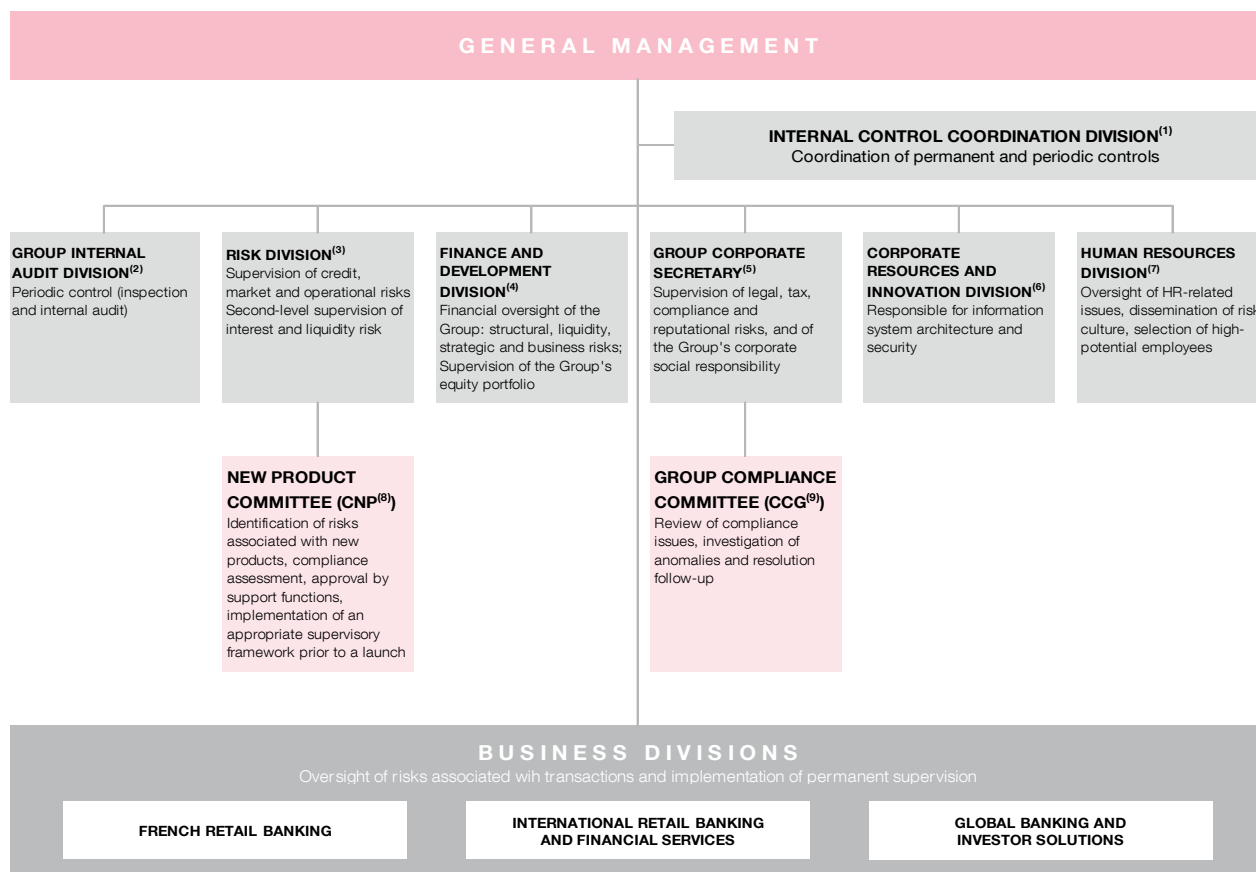 GENERAL MANAGEMENT
INTERNAL CONTROL COORDINATION DIVISION(1)
Coordination of permanent and periodic controls
GROUP INTERNAL
AUDIT DIVISION(2)
Periodic control (inspection
and internal audit)
RISK DIVISION(3)
Supervision of credit,
market and operational risks
Second-level supervision of
interest and liquidity risk
FINANCE AND
DEVELOPMENT
DIVISION(4)
Financial oversight of the
Group: structural, liquidity,
strategic and business risks;
Supervision of the Group's
equity portfolio
GROUP CORPORATE
SECRETARY(5)
Supervision of legal, tax,
compliance and
reputational risks, and of
the Group's corporate
social responsibility
CORPORATE
RESOURCES AND
INNOVATION DIVISION(6)
Responsible for information
system architecture and
security
HUMAN RESOURCES
DIVISION(7)
Oversight of HR-related
issues, dissemination of risk
culture, selection of high-
potential employees
NEW PRODUCT
COMMITTEE (CNP(8))
Identification of risks
associated with new
products, compliance
assessment, approval by
support functions,
implementation of an
appropriate supervisory
framework prior to a launch
GROUP COMPLIANCE
COMMITTEE (CCG(9))
Review of compliance
issues, investigation of
anomalies and resolution
follow-up
BUSINESS DIVISIONS
Oversight of risks associated wih transactions and implementation of permanent supervision
FRENCH RETAIL BANKING
INTERNATIONAL RETAIL BANKING
AND FINANCIAL SERVICES
GLOBAL BANKING AND
INVESTOR SOLUTIONS